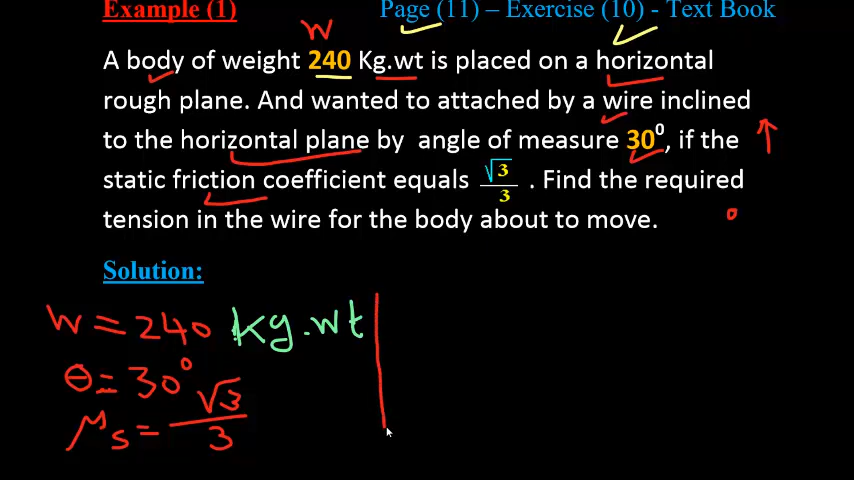 Example (1) Page (11) – Exercise (10) - Text Book
W
A body of weight 240 Kg.wt is placed on a horizontal
rough plane. And wanted to attached by a wire inclined
to the horizontal plane by angle of measure 30⁰, if the
static friction coefficient equals √3/3 . Find the required
tension in the wire for the body about to move.
Solution:
W = 240 Kg.wt
θ = 30°
μs = √3/3